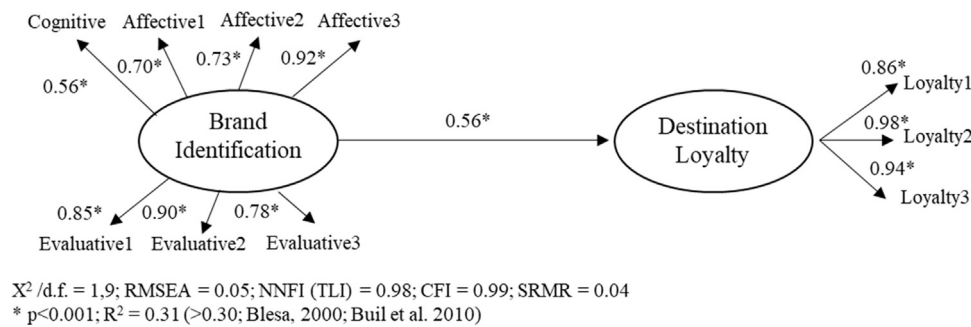 Cognitive Affective1 Affective2 Affective3
0.56* 0.70* 0.73* 0.92*
Brand
Identification
0.56*
Destination
Loyalty
0.86* Loyalty1
0.98* Loyalty2
0.94*
Loyalty3
0.85* 0.90* 0.78*
Evaluative1 Evaluative2 Evaluative3
X² /d.f. = 1,9; RMSEA = 0.05; NNFI (TLI) = 0.98; CFI = 0.99; SRMR = 0.04
* p<0.001; R² = 0.31 (>0.30; Blesa, 2000; Buil et al. 2010)